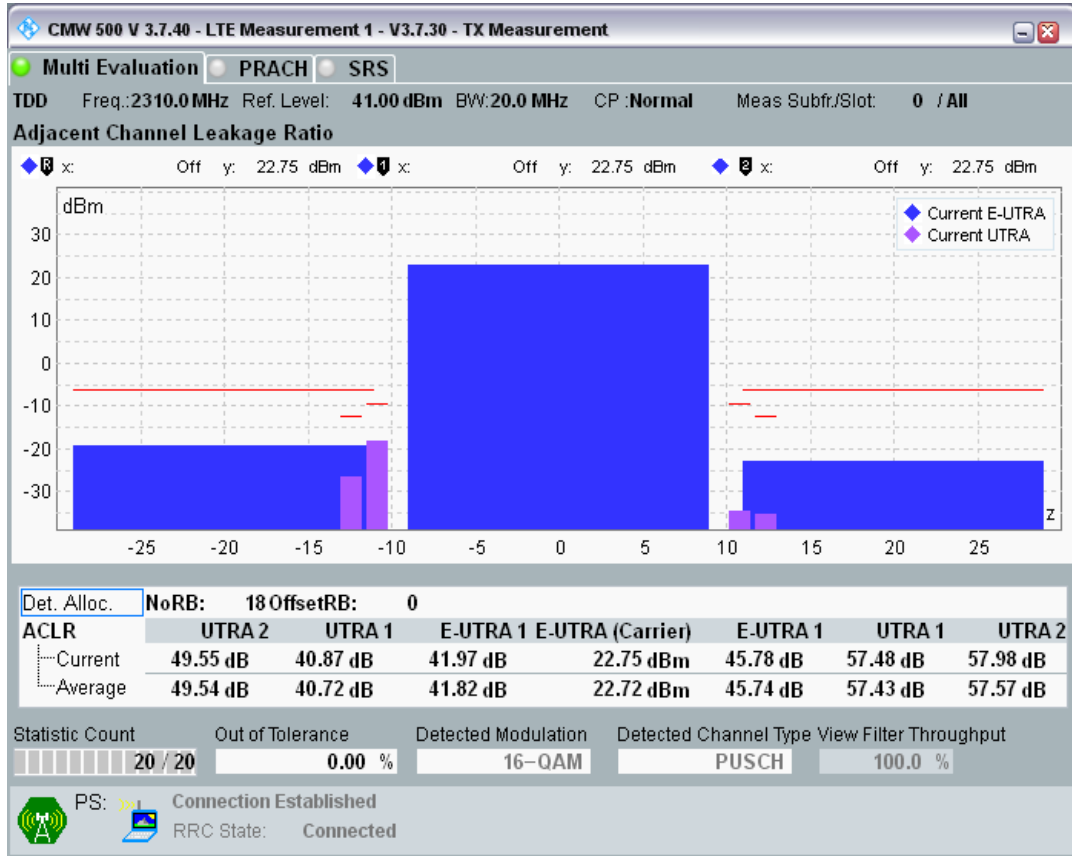 CMW 500 V 3.7.40 - LTE Measurement 1 - V3.7.30 - TX Measurement
Multi Evaluation PRACH SRS
TDD Freq.:2310.0 MHz Ref. Level: 41.00 dBm BW:20.0 MHz CP :Normal Meas Subfr./Slot: 0 / All
Adjacent Channel Leakage Ratio
R x: Off y: 22.75 dBm 1 x: Off y: 22.75 dBm 2 x: Off y: 22.75 dBm
dBm
Current E-UTRA
Current UTRA
30
20
10
0
-10
-20
-30
z
-25 -20 -15 -10 -5 0 5 10 15 20 25
Det. Alloc. NoRB: 18 OffsetRB: 0
ACLR UTRA 2 UTRA 1 E-UTRA 1 E-UTRA (Carrier) E-UTRA 1 UTRA 1 UTRA 2
Current 49.55 dB 40.87 dB 41.97 dB 22.75 dBm 45.78 dB 57.48 dB 57.98 dB
Average 49.54 dB 40.72 dB 41.82 dB 22.72 dBm 45.74 dB 57.43 dB 57.57 dB
Statistic Count Out of Tolerance Detected Modulation Detected Channel Type View Filter Throughput
20 / 20 0.00 % 16-QAM PUSCH 100.0 %
PS: Connection Established
RRC State: Connected